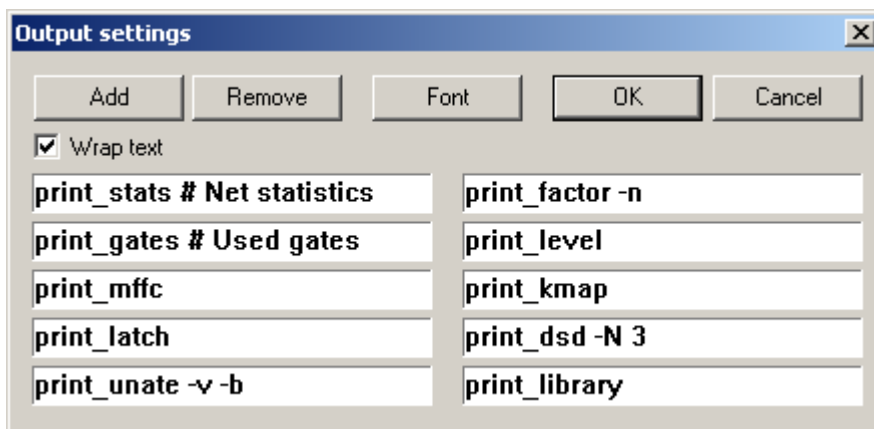 Output settings
Add Remove Font OK Cancel
Wrap text
print_stats # Net statistics print_factor -n
print_gates # Used gates print_level
print_mffc print_kmap
print_latch print_dsd -N 3
print_unate -v -b print_library